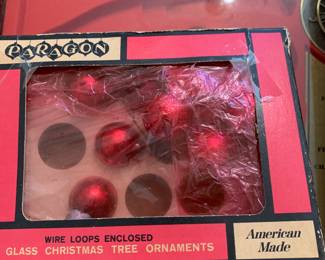 PARAGON
WIRE LOOPS ENCLOSED
GLASS CHRISTMAS TREE ORNAMENTS
American
Made